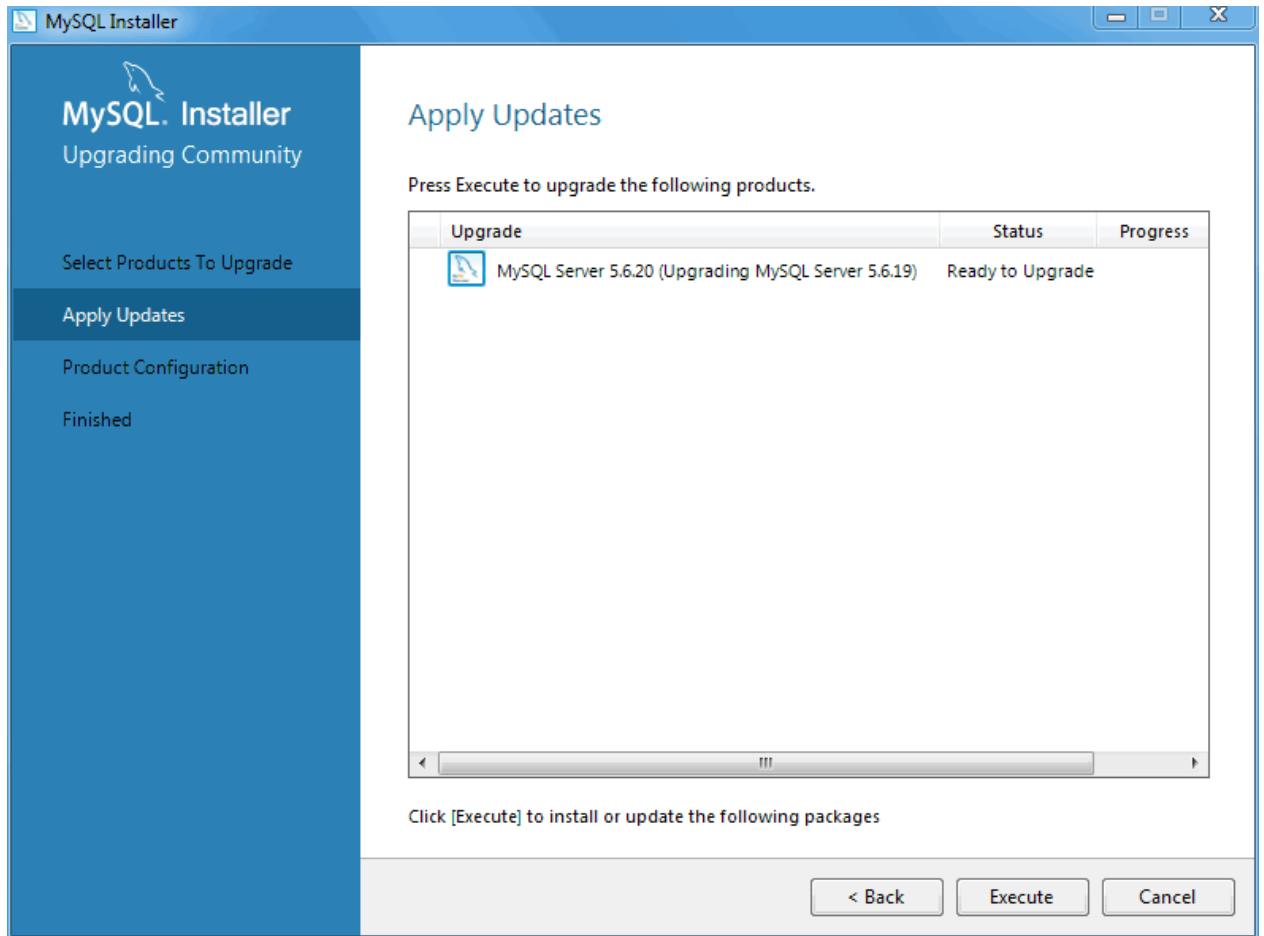 MySQL Installer
MySQL. Installer
Upgrading Community
Select Products To Upgrade
Apply Updates
Product Configuration
Finished
Apply Updates
Press Execute to upgrade the following products.
Upgrade Status Progress
MySQL Server 5.6.20 (Upgrading MySQL Server 5.6.19) Ready to Upgrade
Click [Execute] to install or update the following packages
< Back Execute Cancel